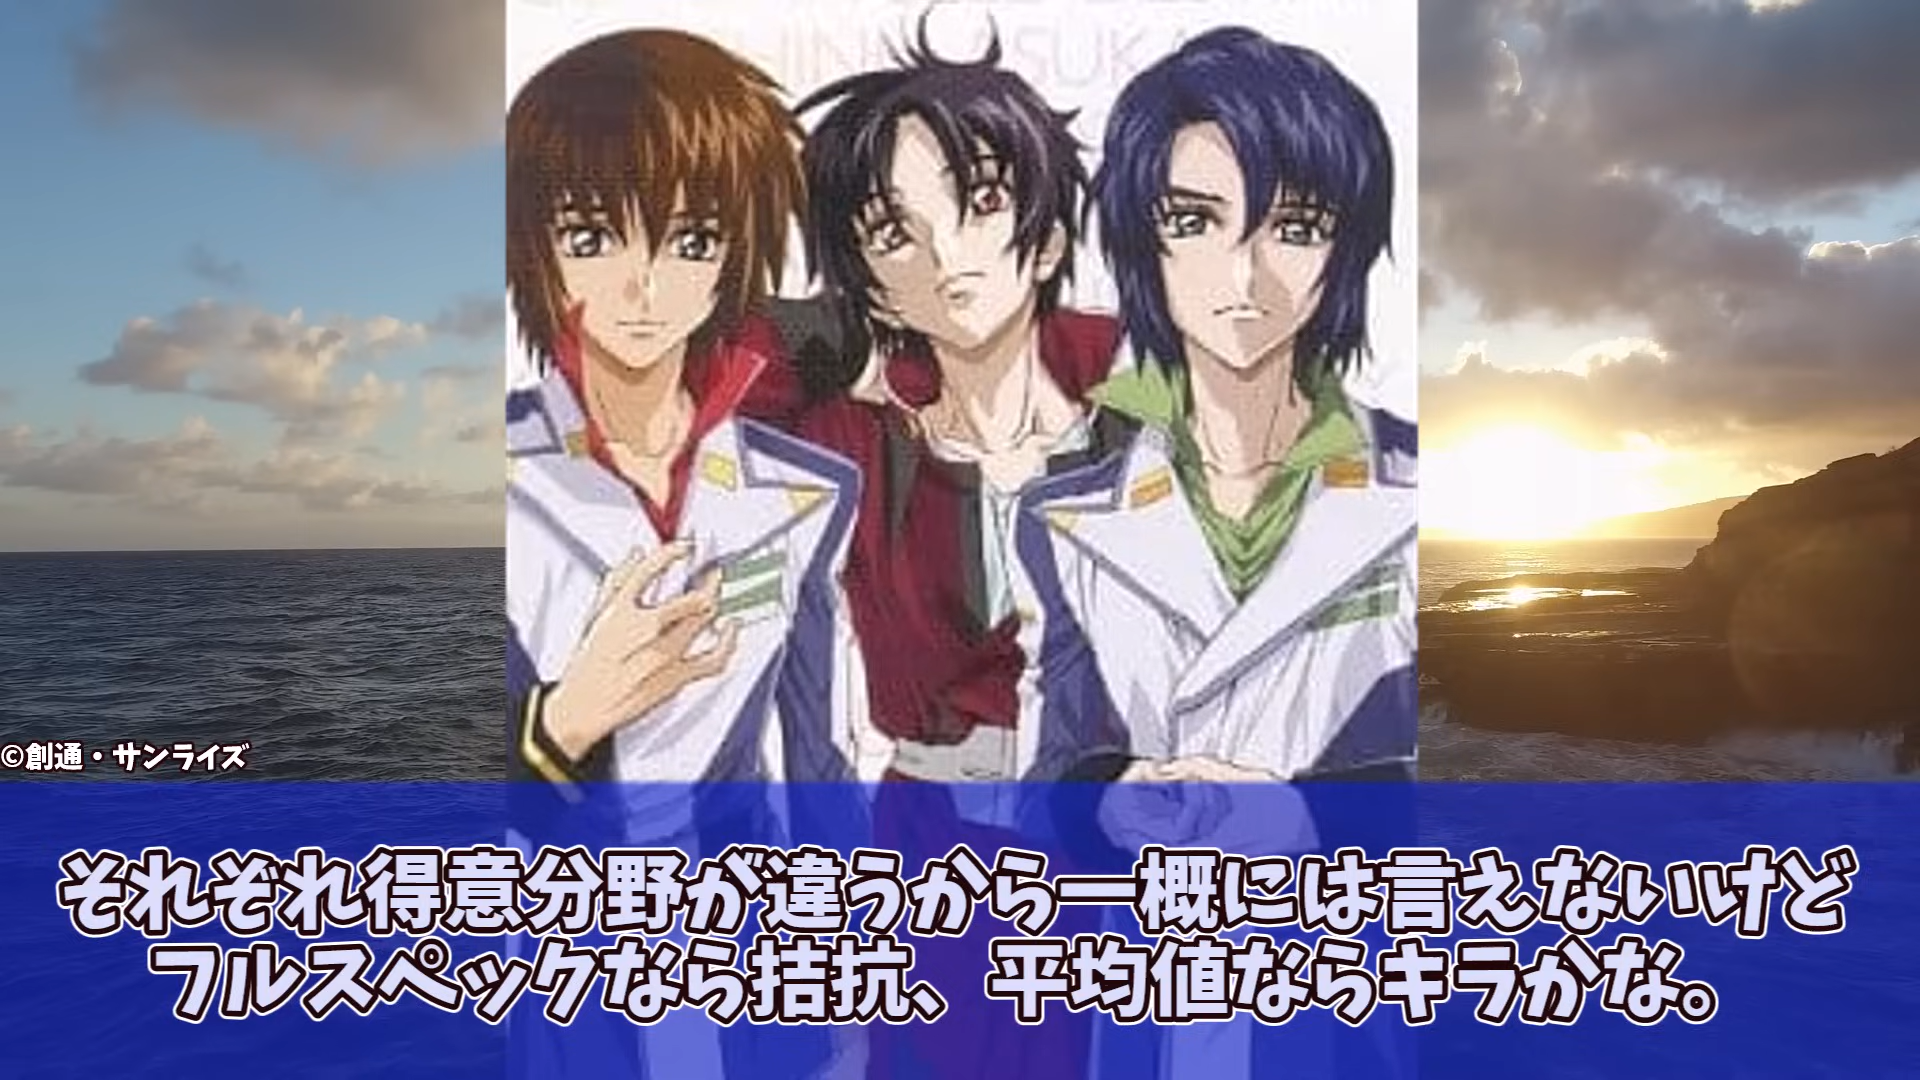 ©創通・サンライズ
それぞれ得意分野が違うから一概には言えないけど
フルスペックなら拮抗、平均値ならキラかな。